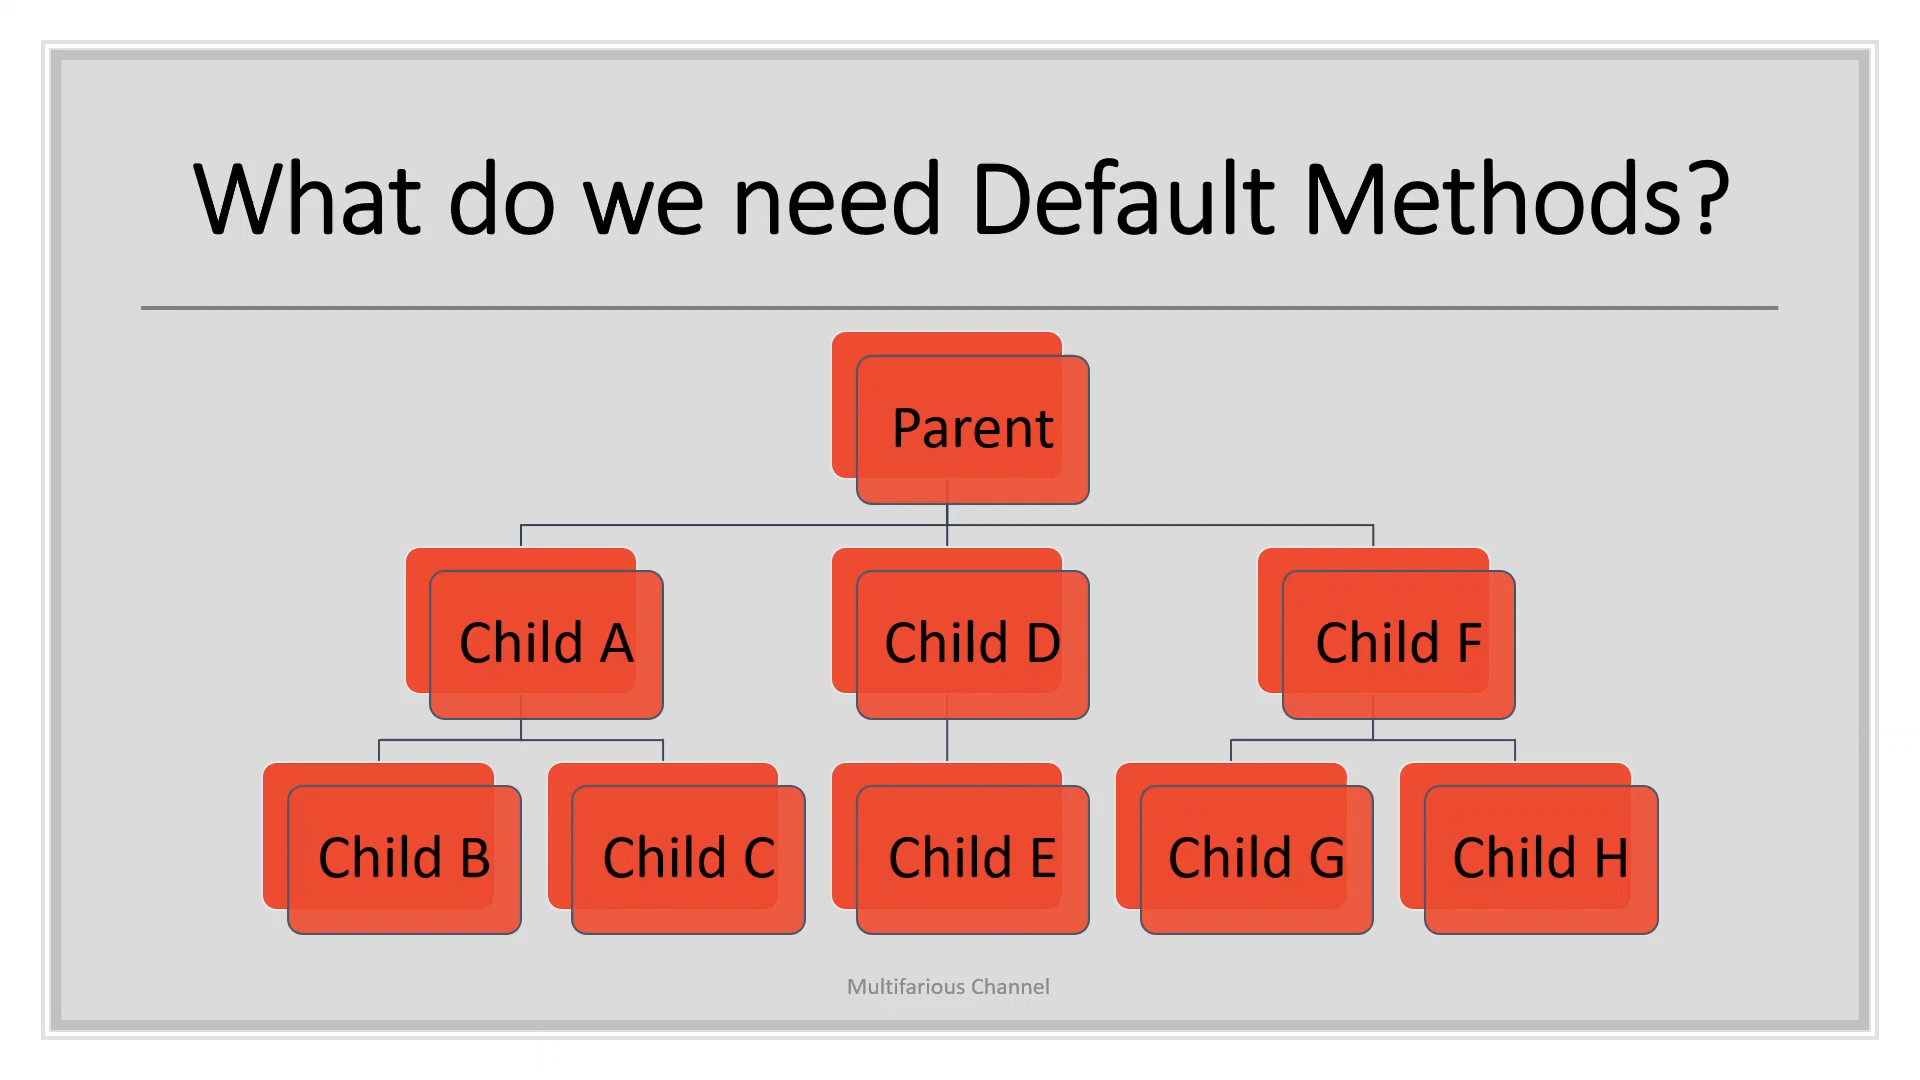 What do we need Default Methods?
Parent
Child A
Child D
Child F
Child B
Child C
Child E
Child G
Child H
Multifarious Channel